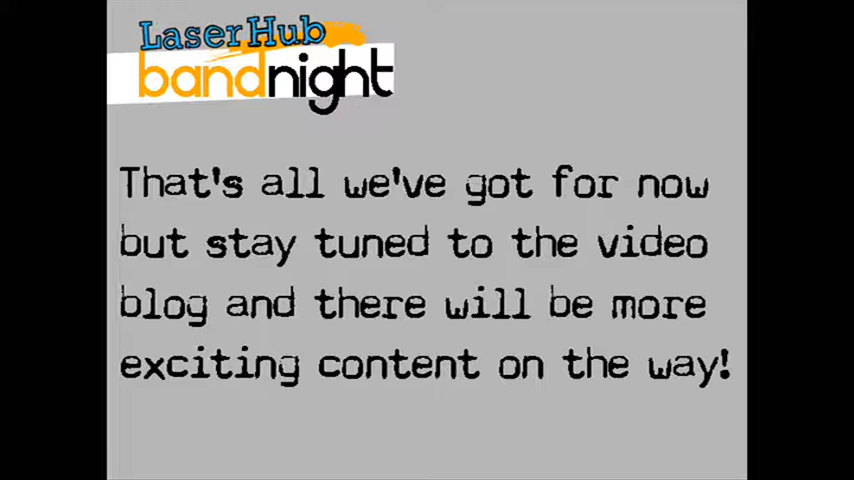 LaserHub
bandnight
That's all we've got for now
but stay tuned to the video
blog and there will be more
exciting content on the way!